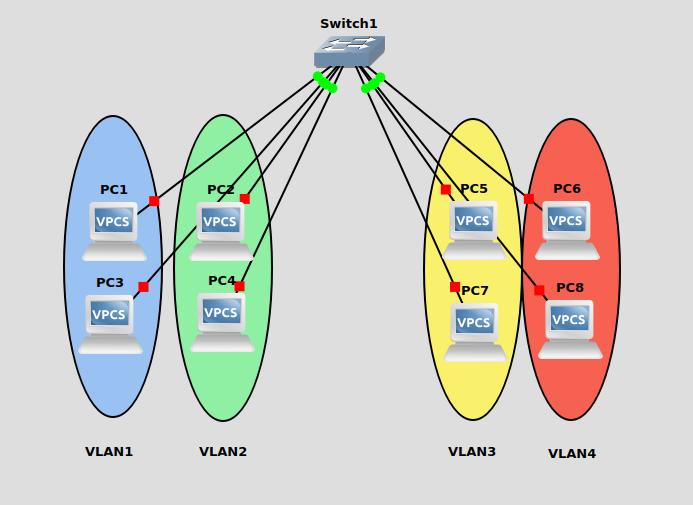 Switch1
PC1
VPCS
PC2
VPCS
PC5
VPCS
PC6
VPCS
PC3
VPCS
PC4
VPCS
PC7
VPCS
PC8
VPCS
VLAN1
VLAN2
VLAN3
VLAN4